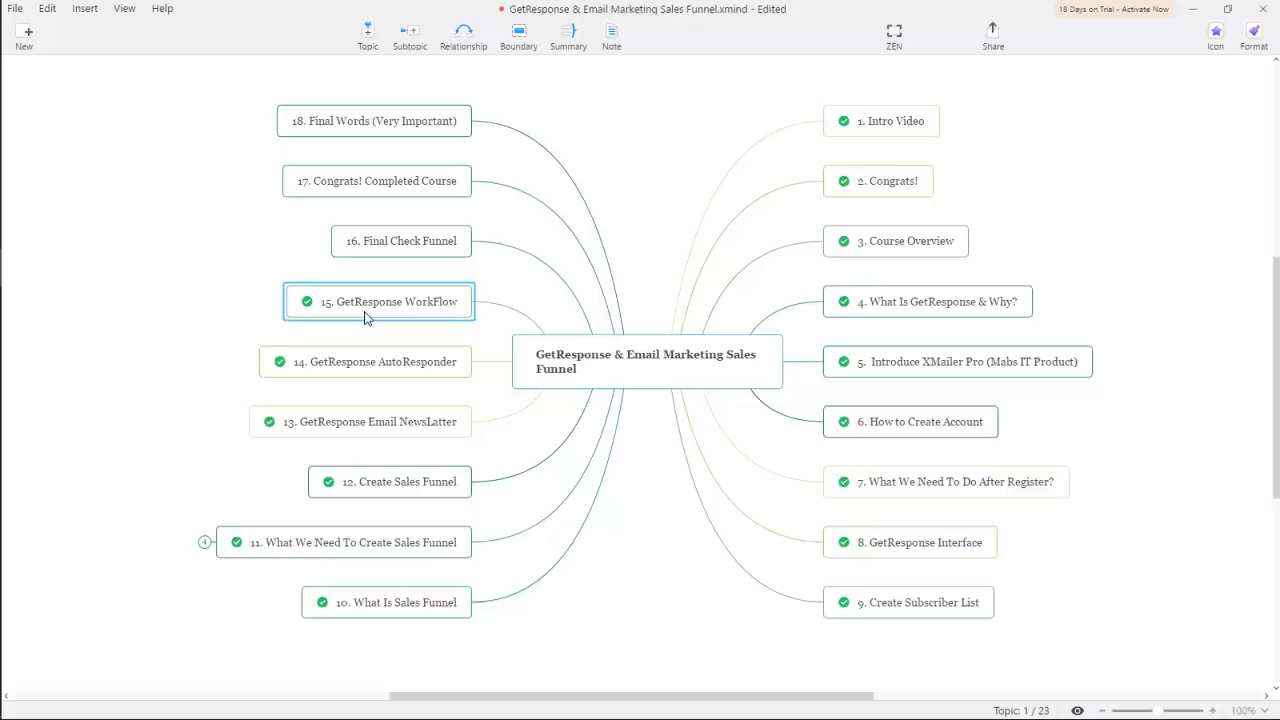 File Edit Insert View Help
GetResponse & Email Marketing Sales Funnel.xmind - Edited
18 Days on Trial - Activate Now
New
Topic
Subtopic
Relationship
Boundary
Summary
Note
ZEN
Share
Icon
Format
18. Final Words (Very Important)
17. Congrats! Completed Course
16. Final Check Funnel
15. GetResponse WorkFlow
14. GetResponse AutoResponder
13. GetResponse Email NewsLatter
12. Create Sales Funnel
4
11. What We Need To Create Sales Funnel
10. What Is Sales Funnel
GetResponse & Email Marketing Sales
Funnel
1. Intro Video
2. Congrats!
3. Course Overview
4. What Is GetResponse & Why?
5. Introduce XMailer Pro (Mabs IT Product)
6. How to Create Account
7. What We Need To Do After Register?
8. GetResponse Interface
9. Create Subscriber List
Topic: 1 / 23
100%